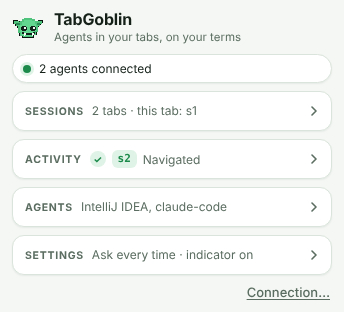 TabGoblin
Agents in your tabs, on your terms
2 agents connected
SESSIONS 2 tabs · this tab: s1
ACTIVITY s2 Navigated
AGENTS IntelliJ IDEA, claude-code
SETTINGS Ask every time · indicator on
Connection...